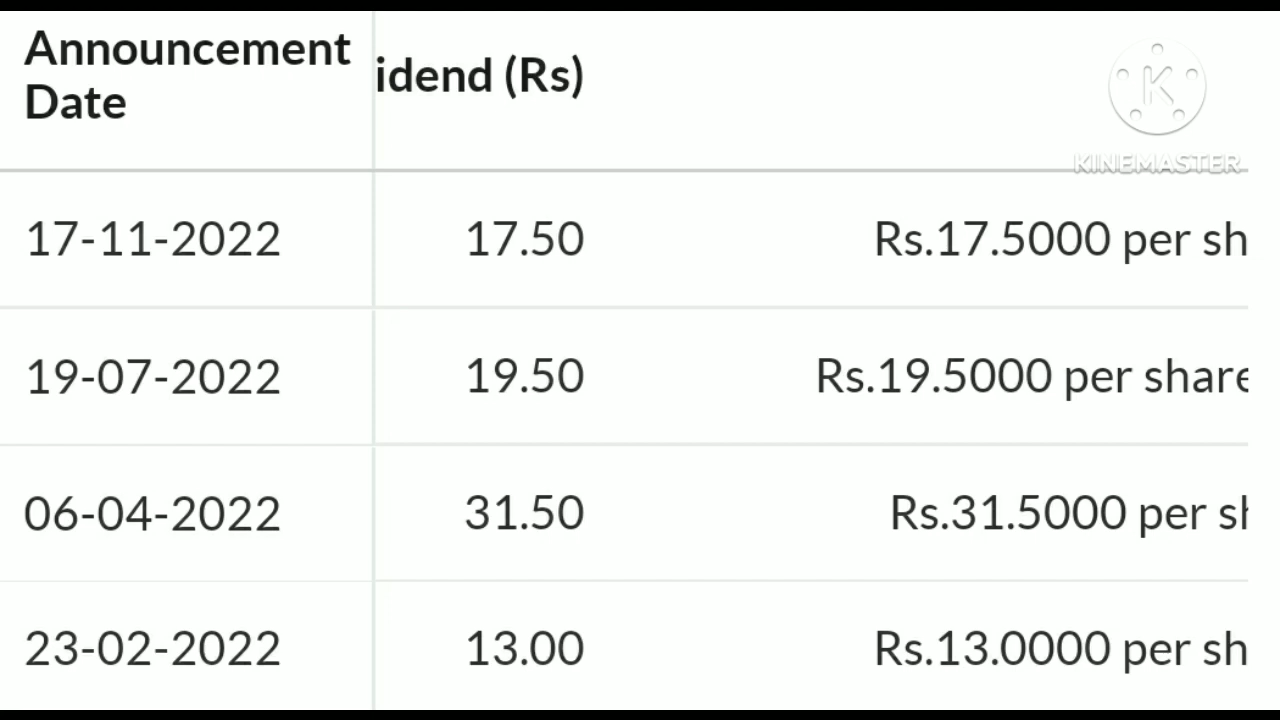 Announcement
Date
idend (Rs)
K
KINEMASTER
17-11-2022 17.50 Rs.17.5000 per sh
19-07-2022 19.50 Rs.19.5000 per share
06-04-2022 31.50 Rs.31.5000 per sh
23-02-2022 13.00 Rs.13.0000 per sh